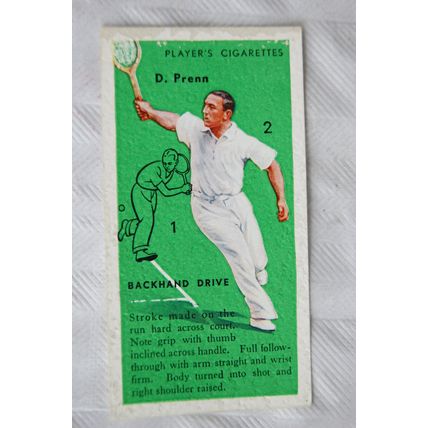 PLAYER'S CIGARETTES
D. Prenn
2
1
BACKHAND DRIVE
Stroke made on the
run hard across court.
Note grip with thumb
inclined across handle. Full follow-
through with arm straight and wrist
firm. Body turned into shot and
right shoulder raised.